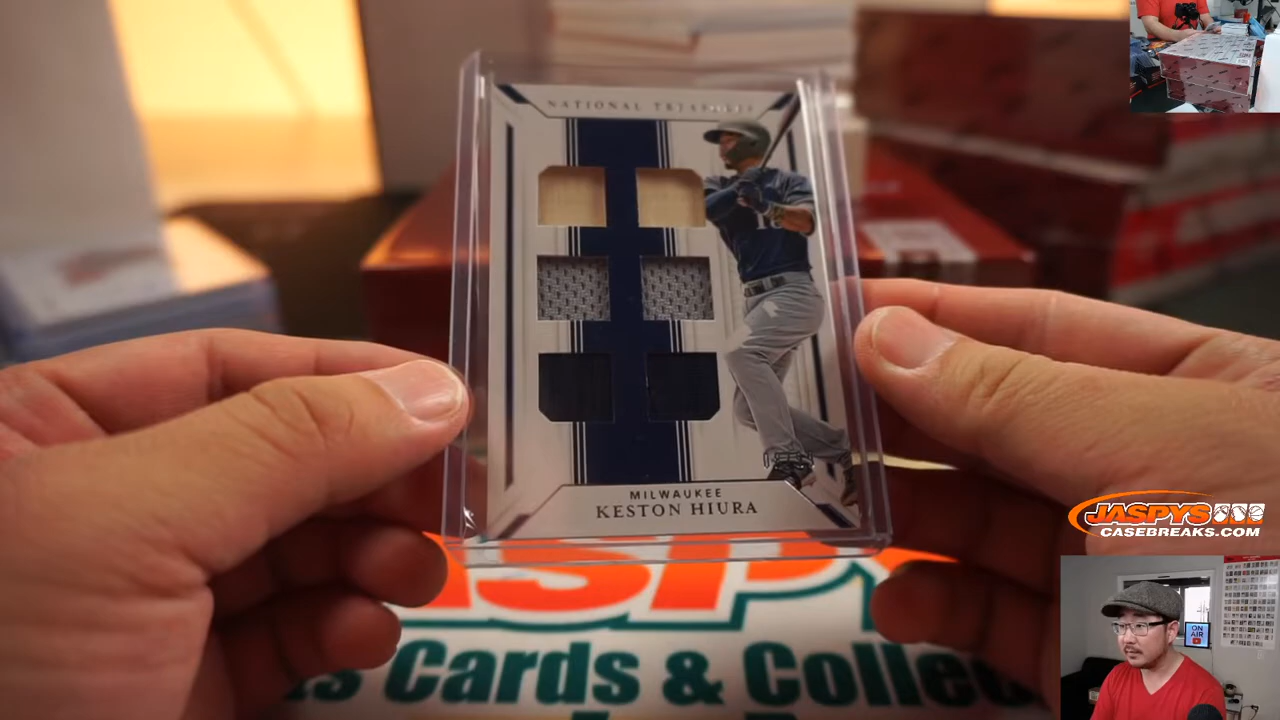 NATIONAL TREASURES
MILWAUKEE
KESTON HIURA
JASPYS
CASEBREAKS.COM
ON
AIR
Cards & Collec